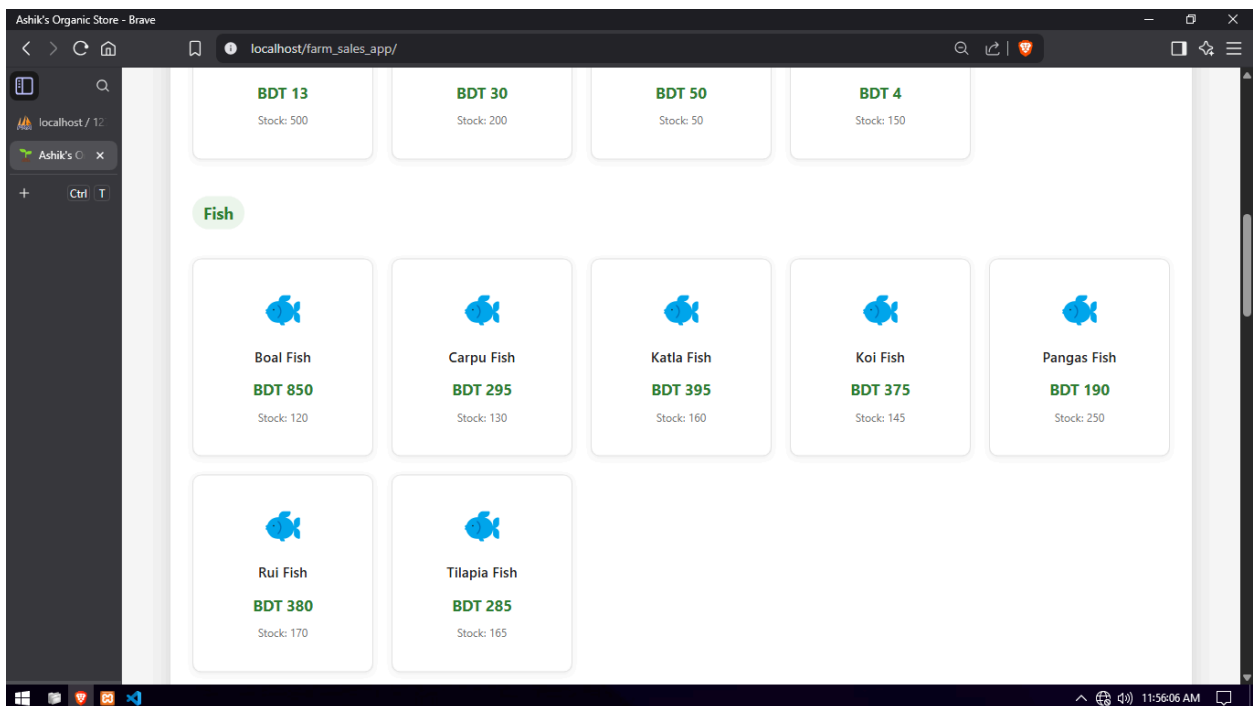 Ashik's Organic Store - Brave
localhost/farm_sales_app/
localhost / 12
Ashik's O
Ctrl T
BDT 13 BDT 30 BDT 50 BDT 4
Stock: 500 Stock: 200 Stock: 50 Stock: 150
Fish
Boal Fish Carpu Fish Katla Fish Koi Fish Pangas Fish
BDT 850 BDT 295 BDT 395 BDT 375 BDT 190
Stock: 120 Stock: 130 Stock: 160 Stock: 145 Stock: 250
Rui Fish Tilapia Fish
BDT 380 BDT 285
Stock: 170 Stock: 165
11:56:06 AM